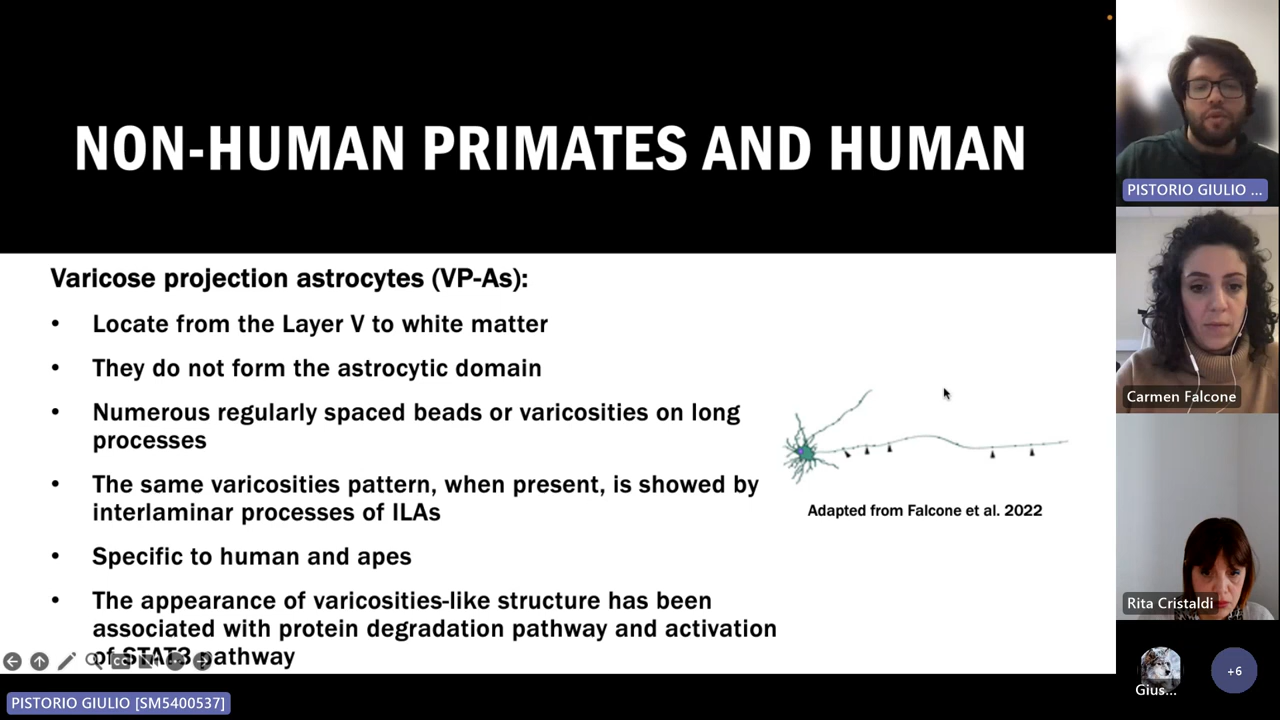 NON-HUMAN PRIMATES AND HUMAN
Varicose projection astrocytes (VP-As):
• Locate from the Layer V to white matter
• They do not form the astrocytic domain
• Numerous regularly spaced beads or varicosities on long
processes
• The same varicosities pattern, when present, is showed by
interlaminar processes of ILAs
• Specific to human and apes
• The appearance of varicosities-like structure has been
associated with protein degradation pathway and activation
of STAT3 pathway
Adapted from Falcone et al. 2022
PISTORIO GIULIO [SM5400537]
PISTORIO GIULIO ...
Carmen Falcone
Rita Cristaldi
Gius...
+6